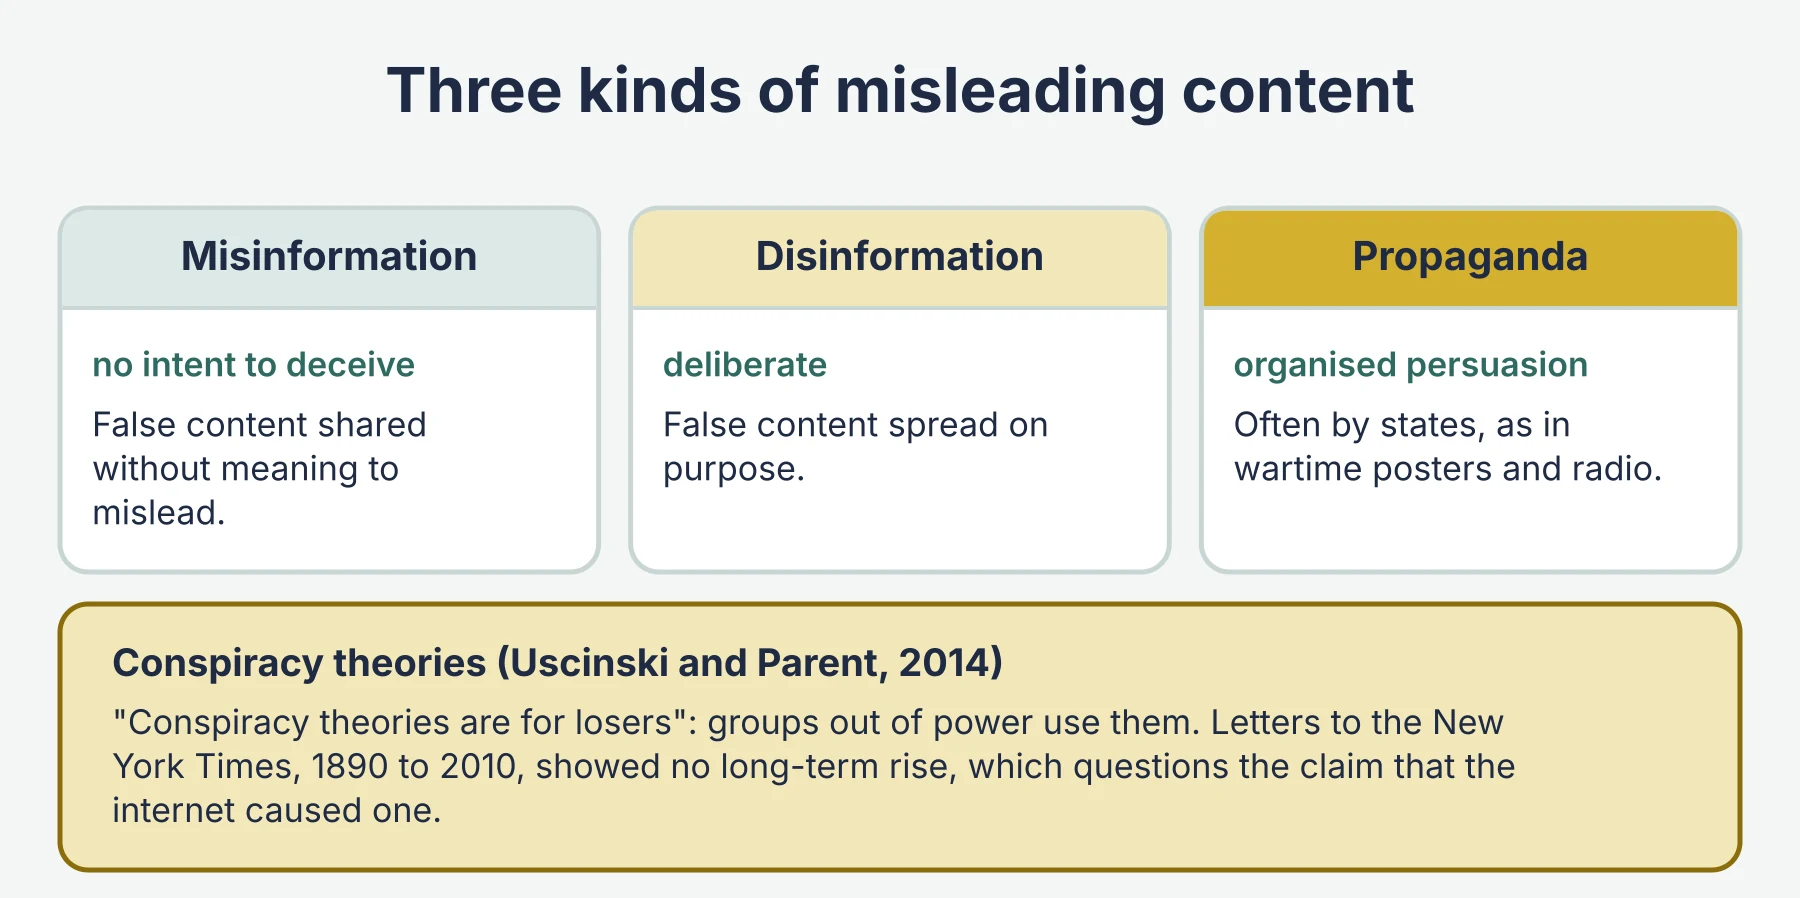 Three kinds of misleading content
Misinformation
no intent to deceive
False content shared
without meaning to
mislead.
Disinformation
deliberate
False content spread on
purpose.
Propaganda
organised persuasion
Often by states, as in
wartime posters and radio.
Conspiracy theories (Uscinski and Parent, 2014)
"Conspiracy theories are for losers": groups out of power use them. Letters to the New
York Times, 1890 to 2010, showed no long-term rise, which questions the claim that the
internet caused one.